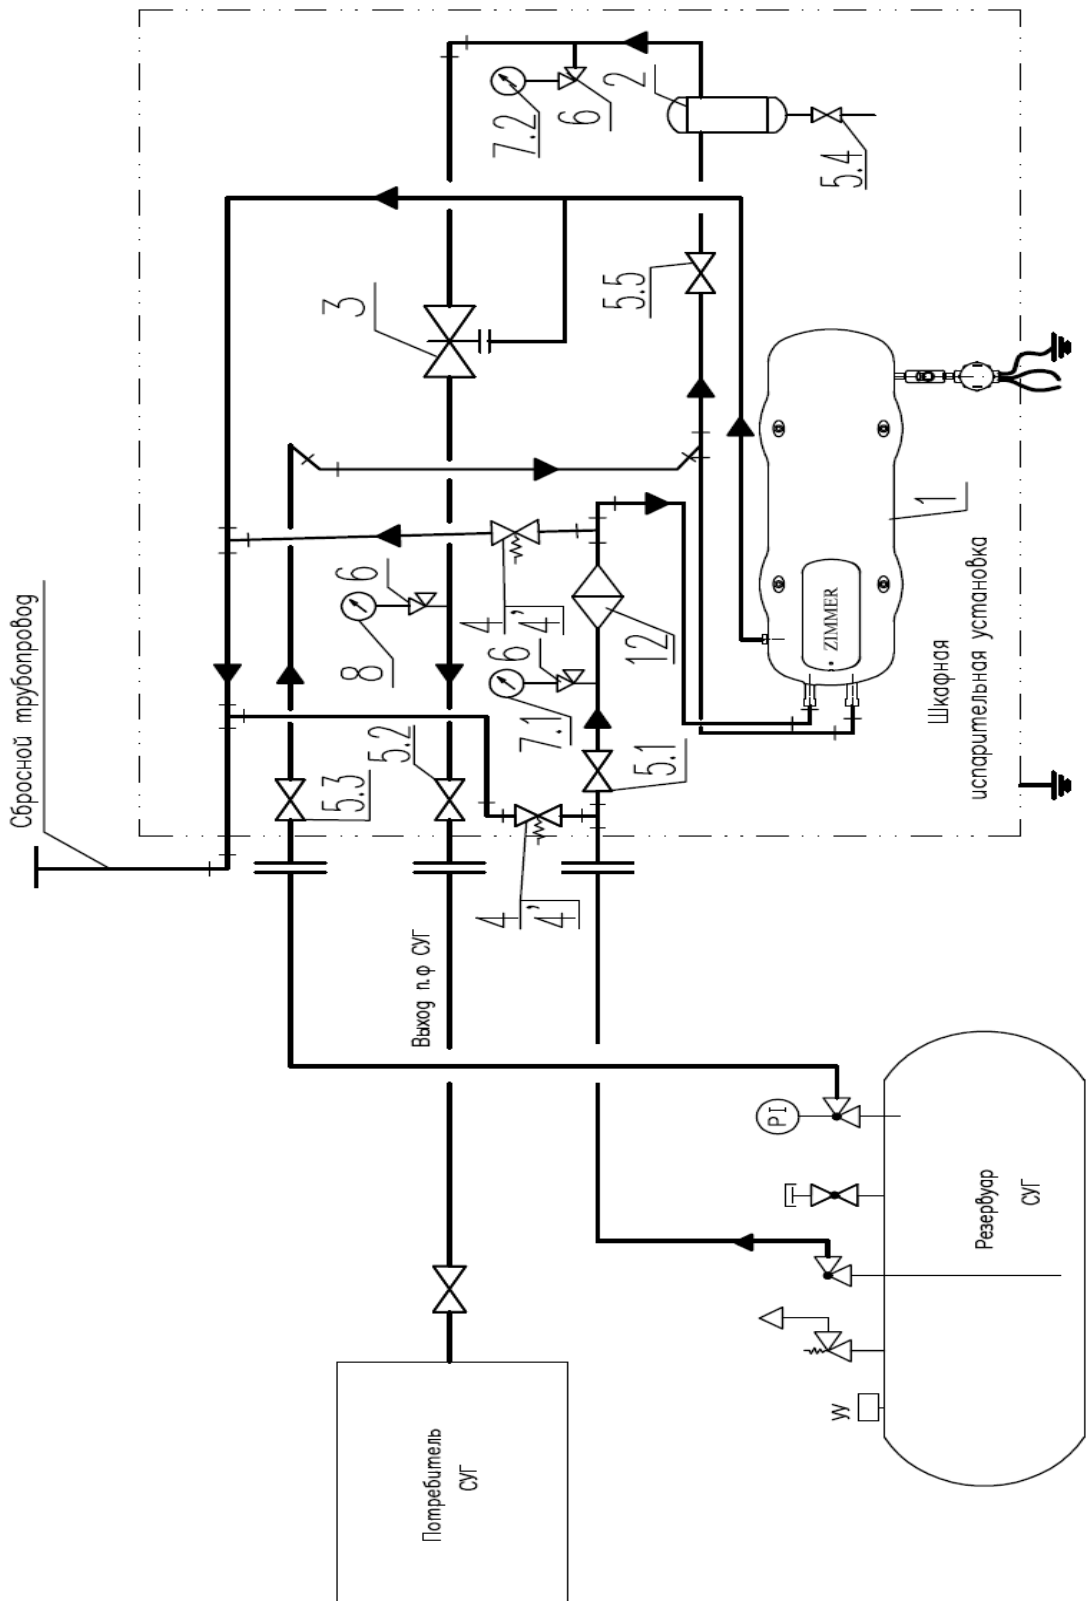 Сбросной трубопровод
7.2
6
2
5.4
3
5.5
8
6
4
4'
7.1
6
12
1
ZIMMER
Шкафная
испарительная установка
5.3
5.2
5.1
4
4'
Выход п.ф СУГ
PI
УУ
Резервуар
СУГ
Потребитель
СУГ